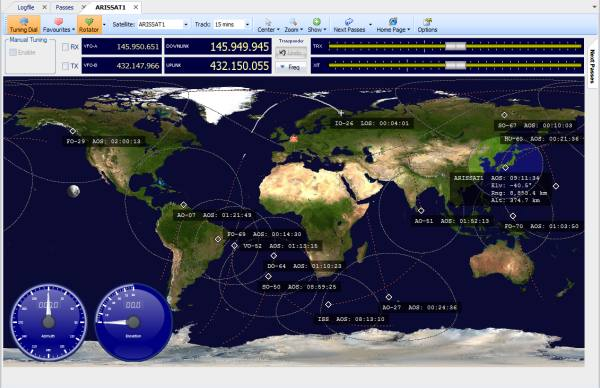 Logfile X Passes X ARISSAT1 X
Tuning Dial Favourites Rotator Satellite: ARISSAT1 Track: 15 mins Center Zoom Show Next Passes Home Page Options
Manual Tuning
Enable
RX VFO-A 145.950.651 DOWNLINK 145.949.945
TX VFO-B 432.147.966 UPLINK 432.150.055
Transponder
Freq
TRX
XIT
Next Passes
IO-26 LOS: 00:04:01
SO-67 AOS: 00:10:03
FO-29 AOS: 02:00:13
HO-68 AOS: 00:21:36
ARISSAT1 AOS: 09:11:34
Elv: -40.5°
Rng: 8,893.4 km
Alt: 374.7 km
AO-07 AOS: 01:21:49
AO-51 AOS: 01:52:13
FO-70 AOS: 01:03:50
FO-69 AOS: 00:14:30
VO-52 AOS: 01:13:15
DO-64 AOS: 01:10:23
SO-50 AOS: 08:59:25
AO-27 AOS: 00:24:36
ISS AOS: 08:13:10
Azimuth
Elevation